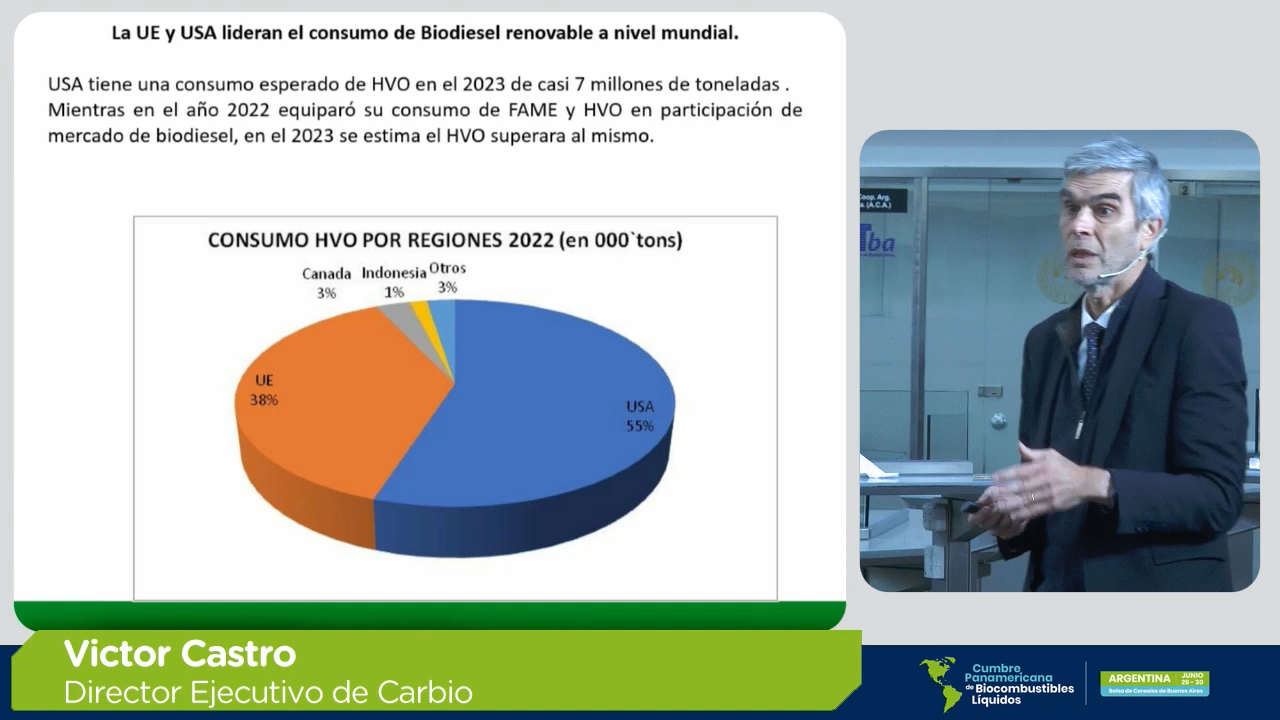 La UE y USA lideran el consumo de Biodiesel renovable a nivel mundial.
USA tiene una consumo esperado de HVO en el 2023 de casi 7 millones de toneladas .
Mientras en el año 2022 equiparó su consumo de FAME y HVO en participación de
mercado de biodiesel, en el 2023 se estima el HVO superara al mismo.
CONSUMO HVO POR REGIONES 2022 (en 000`tons)
Canada
3%
Indonesia
1%
Otros
3%
UE
38%
USA
55%
Coop. Arg.
(A.C.A.)
ba
2
Victor Castro
Director Ejecutivo de Carbio
Cumbre
Panamericana
de Biocombustibles
Líquidos
ARGENTINA
JUNIO
29 - 30
Bolsa de Cereales de Buenos Aires